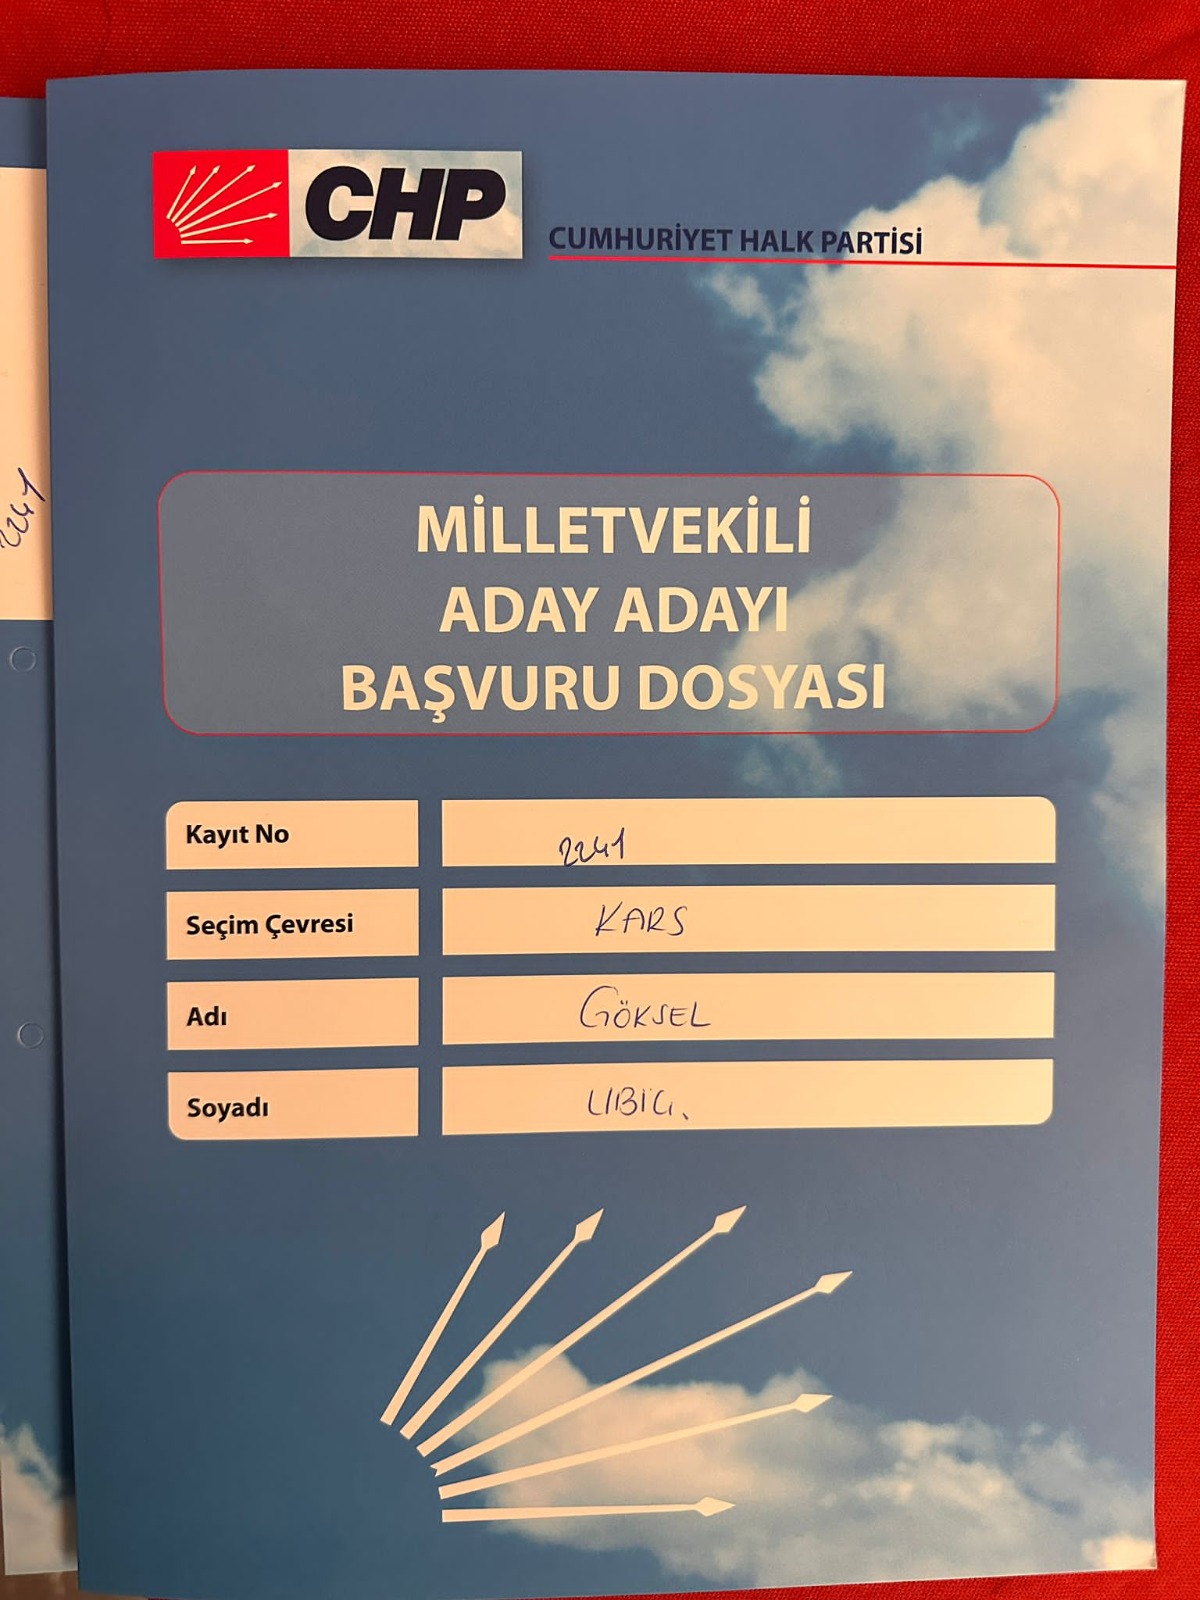 CHP
CUMHURİYET HALK PARTİSİ
MİLLETVEKİLİ
ADAY ADAYI
BAŞVURU DOSYASI
Kayıt No 2241
Seçim Çevresi KARS
Adı GÖKSEL
Soyadı
2241